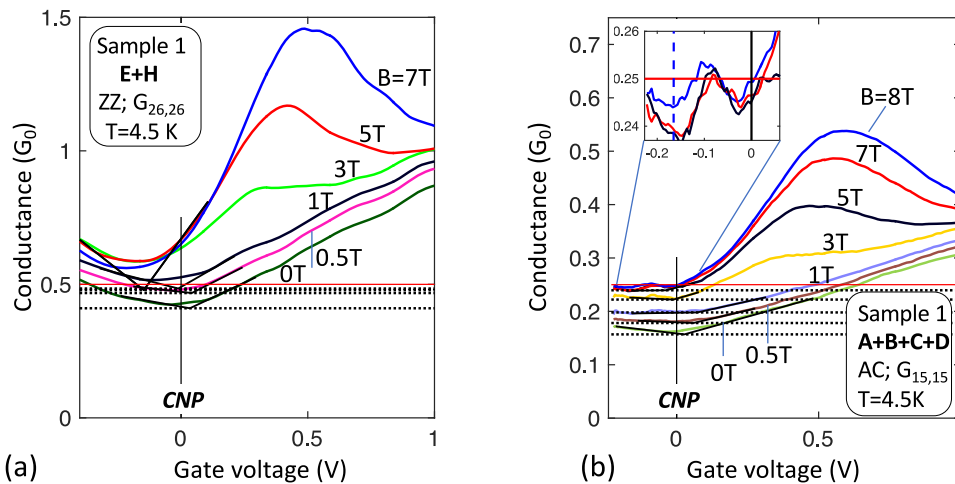 1.5
1
0.5
0
Conductance (G0)
Sample 1
E+H
ZZ; G26,26
T=4.5 K
B=7T
5T
3T
1T
0.5T
0T
CNP
0
0.5
1
Gate voltage (V)
(a)
0.7
0.6
0.5
0.4
0.3
0.2
0.1
0
Conductance (G0)
0.26
0.25
0.24
-0.2
-0.1
0
B=8T
7T
5T
3T
1T
0.5T
0T
Sample 1
A+B+C+D
AC; G15,15
T=4.5K
CNP
0
0.5
Gate voltage (V)
(b)